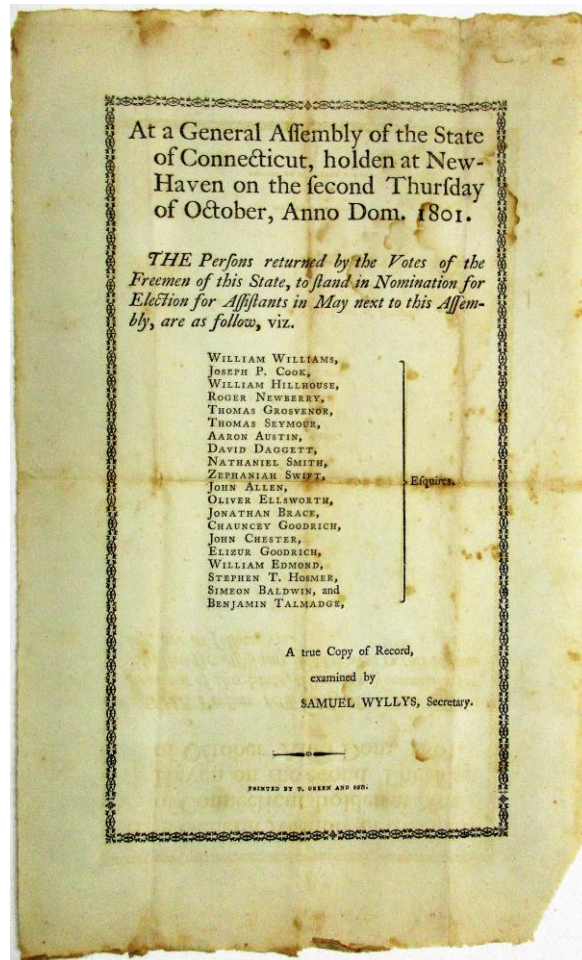 At a General Aſſembly of the State
of Connecticut, holden at New-
Haven on the ſecond Thurſday
of October, Anno Dom. 1801.
THE Perſons returned by the Votes of the
Freemen of this State, to ſtand in Nomination for
Election for Aſſiſtants in May next to this Aſſem-
bly, are as follow, viz.
WILLIAM WILLIAMS,
JOSEPH P. COOK,
WILLIAM HILLHOUSE,
ROGER NEWBERRY,
THOMAS GROSVENOR,
THOMAS SEYMOUR,
AARON AUSTIN,
DAVID DAGGETT,
NATHANIEL SMITH,
ZEPHANIAH SWIFT,
JOHN ALLEN,
OLIVER ELLSWORTH,
JONATHAN BRACE,
CHAUNCEY GOODRICH,
JOHN CHESTER,
ELIZUR GOODRICH,
WILLIAM EDMOND,
STEPHEN T. HOSMER,
SIMEON BALDWIN, and
BENJAMIN TALMADGE,
Eſquires.
A true Copy of Record,
examined by
SAMUEL WYLLYS, Secretary.
PRINTED BY T. GREEN AND SON.